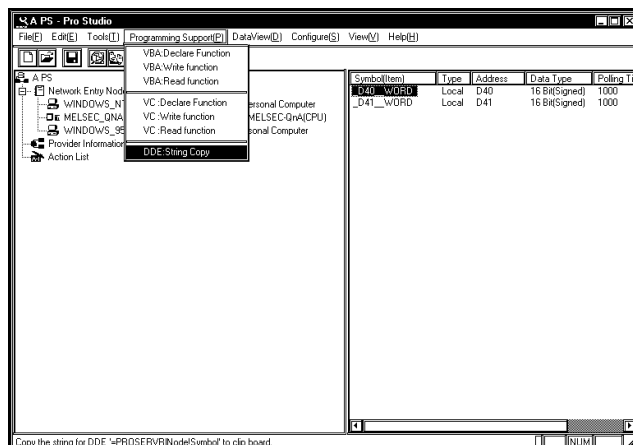 A PS - Pro Studio
File(F) Edit(E) Tools(T) Programming Support(P) DataView(D) Configure(S) View(V) Help(H)
VBA:Declare Function
VBA:Write function
VBA:Read function
VC :Declare Function
VC :Write function
VC :Read function
DDE:String Copy
A PS
Network Entry Node
WINDOWS_NT ersonal Computer
MELSEC_QNA MELSEC-QnA(CPU)
WINDOWS_95 sonal Computer
Provider Information
Action List
Symbol(Item) Type Address Data Type Polling Ti
_D40__WORD Local D40 16 Bit(Signed) 1000
_D41__WORD Local D41 16 Bit(Signed) 1000
Copy the string for DDE '=PROSERVR|Node!Symbol' to clip board. NUM